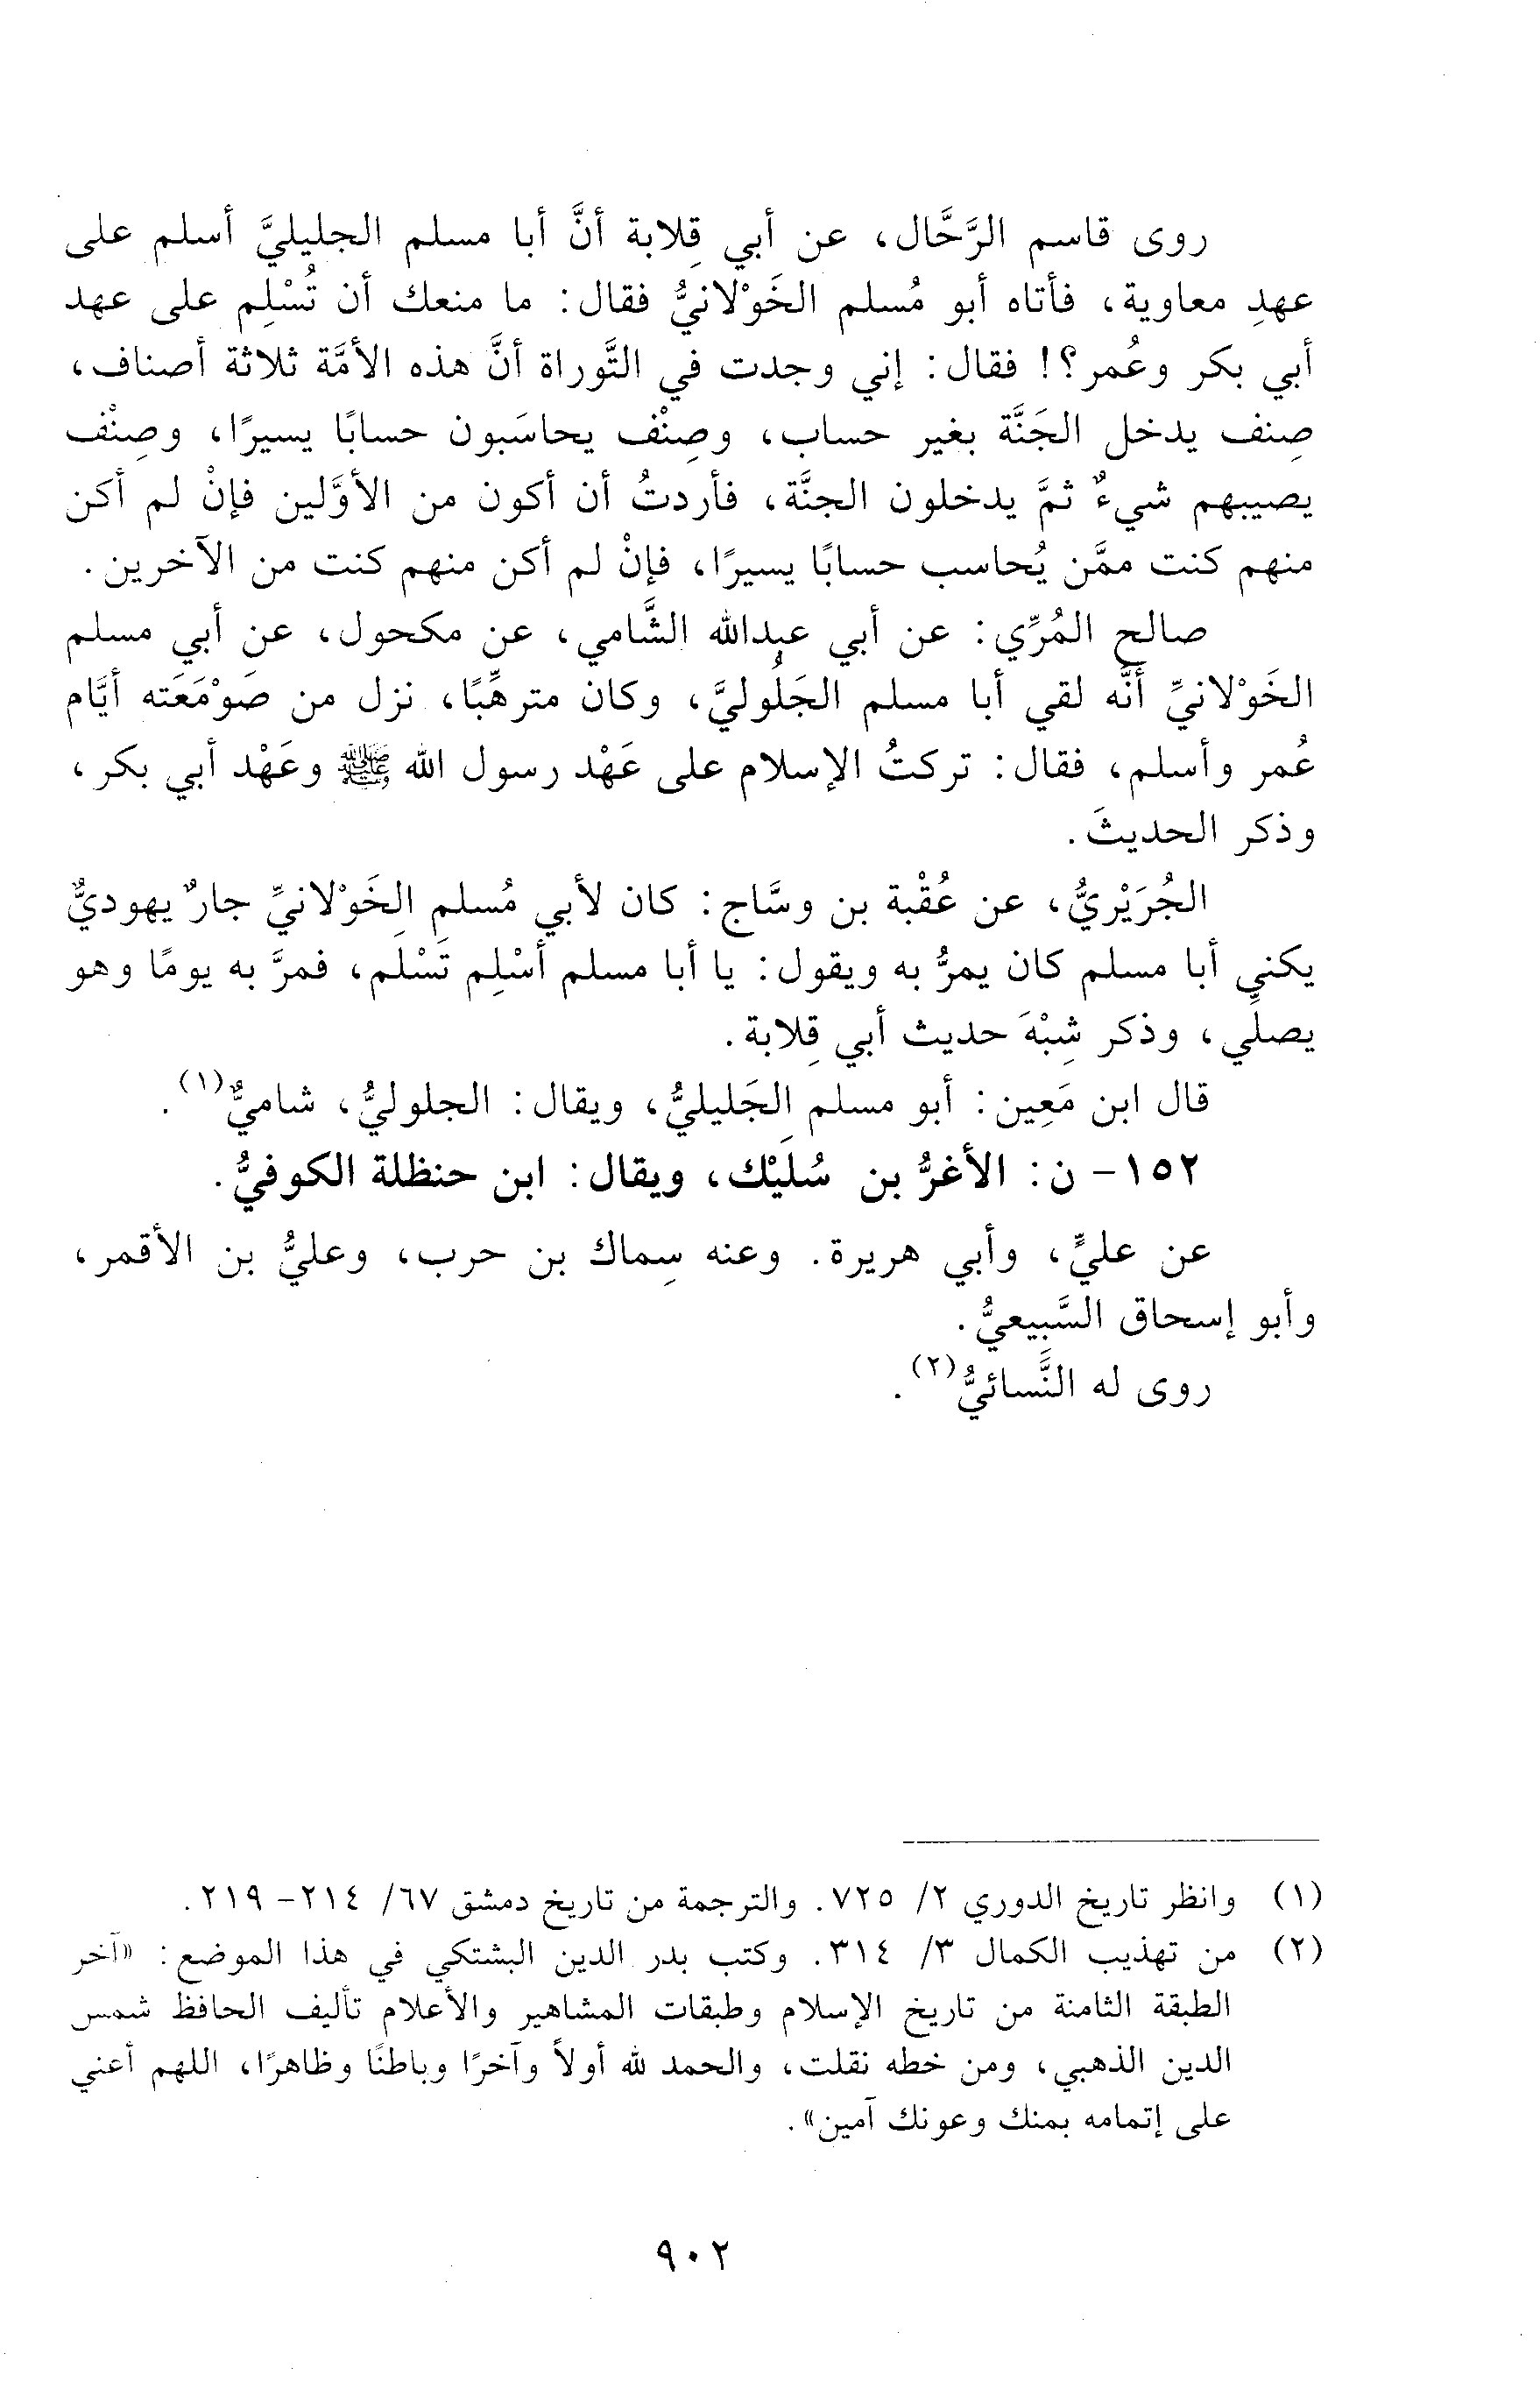 روى قاسم الرَّحَّال، عن أبي قِلابة أنَّ أبا مسلم الجليليَّ أسلم على
عهدِ معاوية، فأتاه أبو مُسلم الخَوْلانيُّ فقال: ما منعك أن تُسْلِم على عهد
أبي بكر وعُمر؟! فقال: إني وجدت في التَّوراة أنَّ هذه الأمَّة ثلاثة أصناف،
صِنف يدخل الجَنَّة بغير حساب، وصِنْف يحاسَبون حسابًا يسيرًا، وصِنْف
يصيبهم شيءٌ ثمَّ يدخلون الجنَّة، فأردتُ أن أكون من الأوَّلين فإنْ لم أكن
منهم كنت ممَّن يُحاسب حسابًا يسيرًا، فإنْ لم أكن منهم كنت من الآخرين.
صالح المُرِّي: عن أبي عبدالله الشَّامي، عن مكحول، عن أبي مسلم
الخَوْلانيِّ أنَّه لقي أبا مسلم الجَلُوليَّ، وكان مترهِّبًا، نزل من صَوْمَعَته أيَّام
عُمر وأسلم، فقال: تركتُ الإسلام على عَهْد رسول الله ﷺ وعَهْد أبي بكر،
وذكر الحديثَ.
الجُرَيْريُّ، عن عُقْبة بن وسَّاج: كان لأبي مُسلمِ الخَوْلانيِّ جارٌ يهوديٌّ
يكنى أبا مسلم كان يمرُّ به ويقول: يا أبا مسلم أسْلِم تَسْلَم، فمرَّ به يومًا وهو
يصلِّي، وذكر شِبْهَ حديث أبي قِلابة.
قال ابن مَعِين: أبو مسلم الجَليليُّ، ويقال: الجلوليُّ، شاميٌّ(١).
١٥٢- ن: الأغرُّ بن سُلَيْك، ويقال: ابن حنظلة الكوفيُّ.
عن عليٍّ، وأبي هريرة. وعنه سِماك بن حرب، وعليُّ بن الأقمر،
وأبو إسحاق السَّبِيعيُّ.
روى له النَّسائيُّ(٢).
(١) وانظر تاريخ الدوري ٢/ ٧٢٥. والترجمة من تاريخ دمشق ٦٧/ ٢١٤- ٢١٩.
(٢) من تهذيب الكمال ٣/ ٣١٤. وكتب بدر الدين البشتكي في هذا الموضع: «آخر
الطبقة الثامنة من تاريخ الإسلام وطبقات المشاهير والأعلام تأليف الحافظ شمس
الدين الذهبي، ومن خطه نقلت، والحمد لله أولاً وآخرًا وباطنًا وظاهرًا، اللهم أعني
على إتمامه بمنك وعونك آمين».
٩٠٢